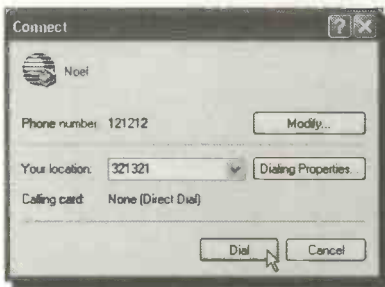 Connect
Noel
Phone number: 121212 Modify...
Your location: 321321 Dialing Properties...
Calling card: None (Direct Dial)
Dial Cancel